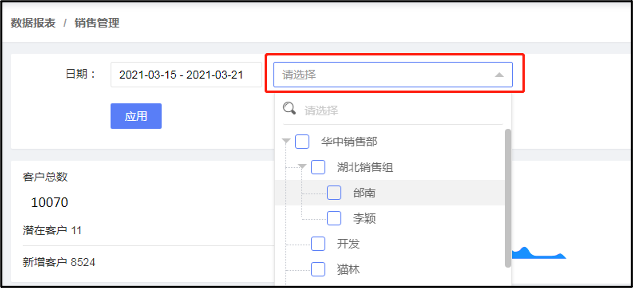 数据报表 / 销售管理
日期： 2021-03-15 - 2021-03-21 请选择
请选择
应用
华中销售部
湖北销售组
部南
李颖
开发
猫林
客户总数
10070
潜在客户 11
新增客户 8524